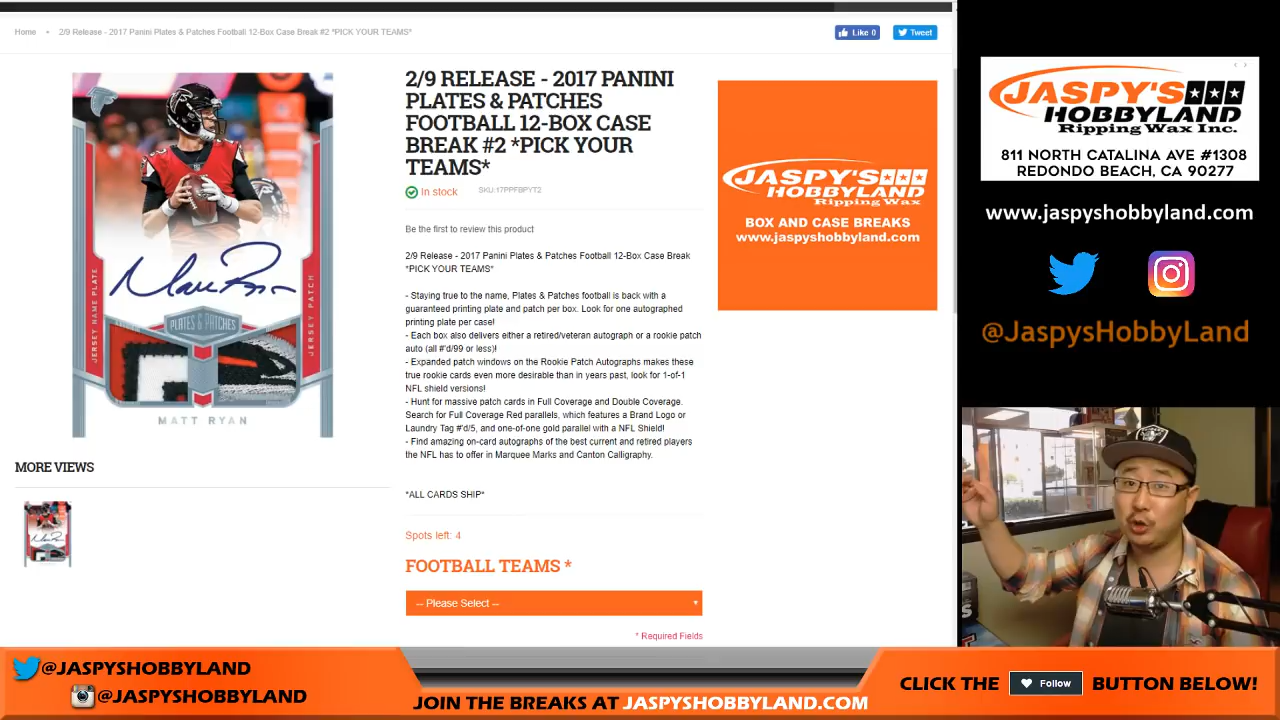 Home • 2/9 Release - 2017 Panini Plates & Patches Football 12-Box Case Break #2 *PICK YOUR TEAMS*
Like 0
Tweet
2/9 RELEASE - 2017 PANINI
PLATES & PATCHES
FOOTBALL 12-BOX CASE
BREAK #2 *PICK YOUR
TEAMS*
In stock
SKU:17PPFBPYT2
Be the first to review this product
2/9 Release - 2017 Panini Plates & Patches Football 12-Box Case Break
*PICK YOUR TEAMS*
- Staying true to the name, Plates & Patches football is back with a
guaranteed printing plate and patch per box. Look for one autographed
printing plate per case!
- Each box also delivers either a retired/veteran autograph or a rookie patch
auto (all #'d/99 or less)!
- Expanded patch windows on the Rookie Patch Autographs makes these
true rookie cards even more desirable than in years past, look for 1-of-1
NFL shield versions!
- Hunt for massive patch cards in Full Coverage and Double Coverage.
Search for Full Coverage Red parallels, which features a Brand Logo or
Laundry Tag #'d/5, and one-of-one gold parallel with a NFL Shield!
- Find amazing on-card autographs of the best current and retired players
the NFL has to offer in Marquee Marks and Canton Calligraphy.
*ALL CARDS SHIP*
Spots left: 4
FOOTBALL TEAMS *
-- Please Select --
* Required Fields
JERSEY NAME PLATE
JERSEY PATCH
PLATES & PATCHES
MATT RYAN
MORE VIEWS
JASPY'S
HOBBYLAND
Ripping Wax
BOX AND CASE BREAKS
www.jaspyshobbyland.com
JASPY'S
HOBBYLAND
Ripping Wax Inc.
811 NORTH CATALINA AVE #1308
REDONDO BEACH, CA 90277
www.jaspyshobbyland.com
@JaspysHobbyLand
@JASPYSHOBBYLAND
@JASPYSHOBBYLAND
JOIN THE BREAKS AT JASPYSHOBBYLAND.COM
CLICK THE Follow BUTTON BELOW!